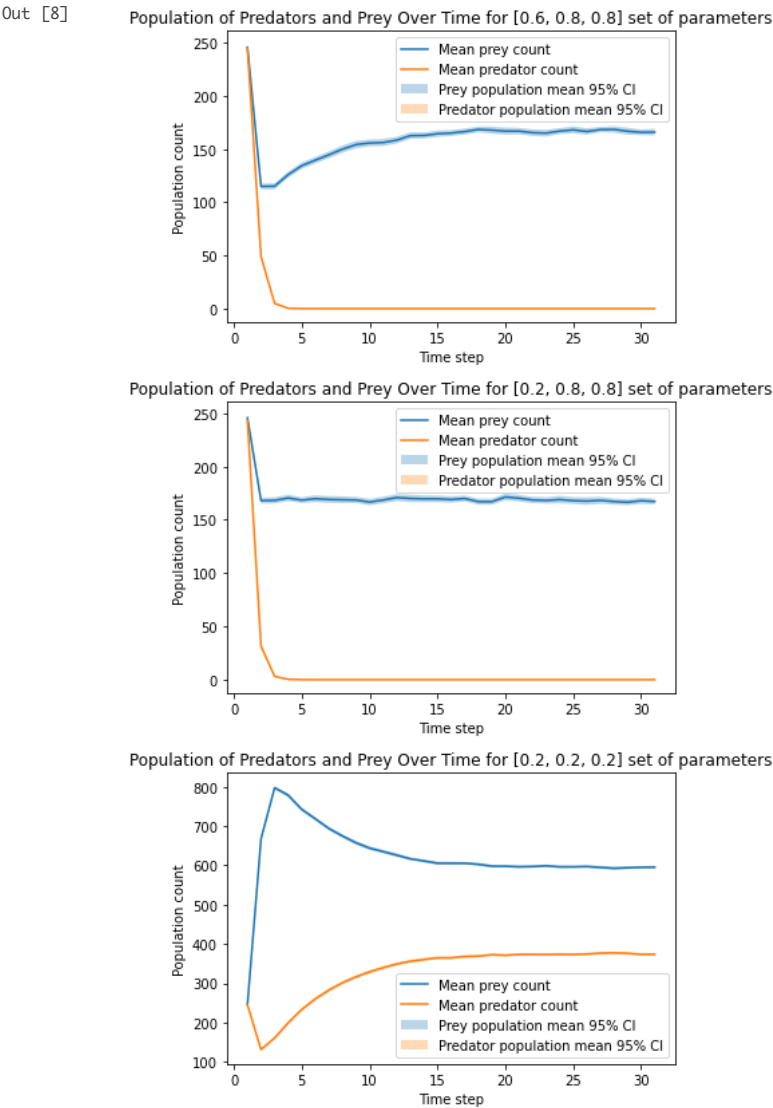 Out [8]
Population of Predators and Prey Over Time for [0.6, 0.8, 0.8] set of parameters
250
200
150
100
50
0
Population count
Mean prey count
Mean predator count
Prey population mean 95% CI
Predator population mean 95% CI
0 5 10 15 20 25 30
Time step
Population of Predators and Prey Over Time for [0.2, 0.8, 0.8] set of parameters
250
200
150
100
50
0
Population count
Mean prey count
Mean predator count
Prey population mean 95% CI
Predator population mean 95% CI
0 5 10 15 20 25 30
Time step
Population of Predators and Prey Over Time for [0.2, 0.2, 0.2] set of parameters
800
700
600
500
400
300
200
100
Population count
Mean prey count
Mean predator count
Prey population mean 95% CI
Predator population mean 95% CI
0 5 10 15 20 25 30
Time step